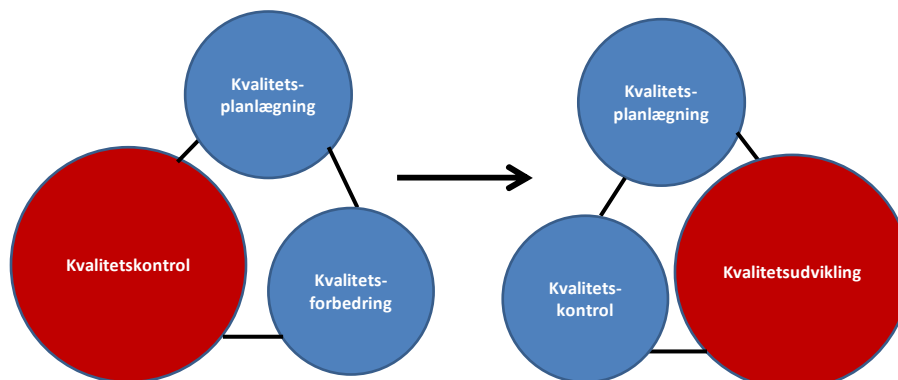 Kvalitets-
planlægning
Kvalitetskontrol
Kvalitets-
forbedring
Kvalitets-
planlægning
Kvalitets-
kontrol
Kvalitetsudvikling